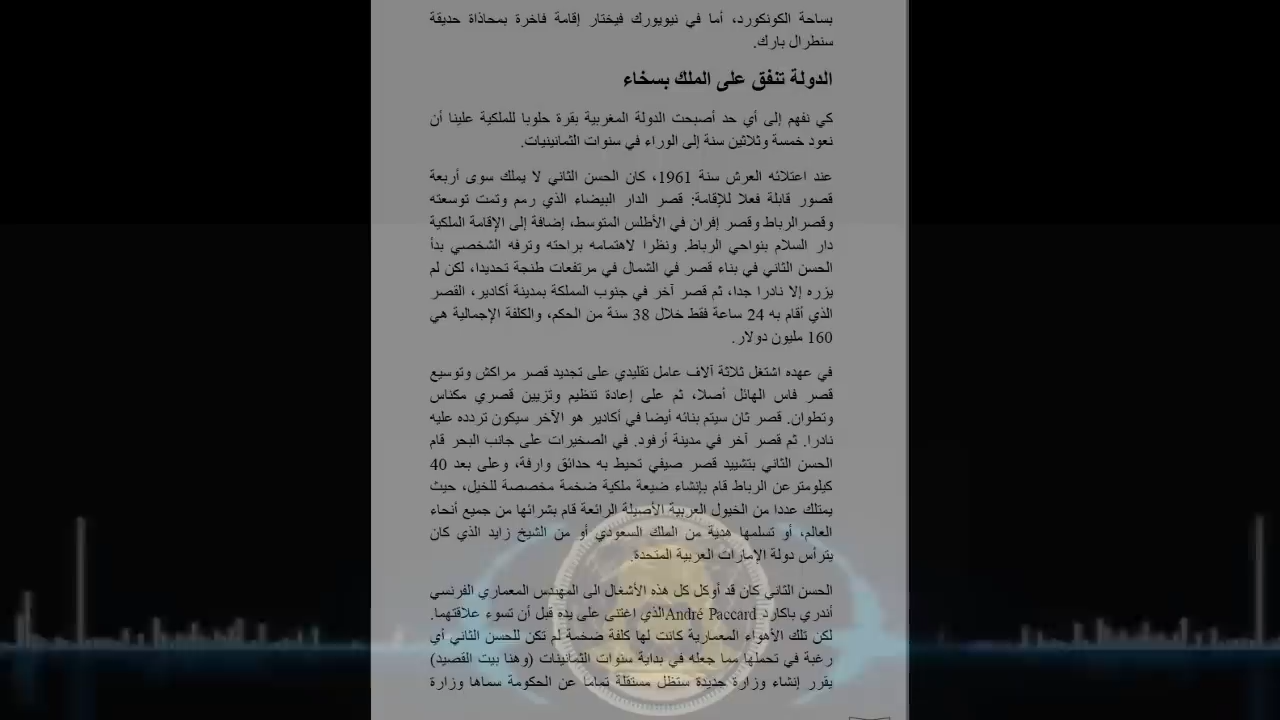 بساحة الكونكورد، أما في نيويورك فيختار إقامة فاخرة بمحاذاة حديقة
سنطرال بارك.
الدولة تنفق على الملك بسخاء
كي نفهم إلى أي حد أصبحت الدولة المغربية بقرة حلوبا للملكية علينا أن
نعود خمسة وثلاثين سنة إلى الوراء في سنوات الثمانينيات.
عند اعتلائه العرش سنة 1961، كان الحسن الثاني لا يملك سوى أربعة
قصور قابلة فعلا للإقامة: قصر الدار البيضاء الذي رمم وتمت توسعته
وقصرالرباط وقصر إفران في الأطلس المتوسط، إضافة إلى الإقامة الملكية
دار السلام بنواحي الرباط. ونظرا لاهتمامه براحته وترفه الشخصي بدأ
الحسن الثاني في بناء قصر في الشمال في مرتفعات طنجة تحديدا، لكن لم
يزره إلا نادرا جدا، ثم قصر آخر في جنوب المملكة بمدينة أكادير، القصر
الذي أقام به 24 ساعة فقط خلال 38 سنة من الحكم، والكلفة الإجمالية هي
160 مليون دولار.
في عهده اشتغل ثلاثة آلاف عامل تقليدي على تجديد قصر مراكش وتوسيع
قصر فاس الهائل أصلا، ثم على إعادة تنظيم وتزيين قصري مكناس
وتطوان. قصر ثان سيتم بنائه أيضا في أكادير هو الآخر سيكون تردده عليه
نادرا. ثم قصر آخر في مدينة أرفود. في الصخيرات على جانب البحر قام
الحسن الثاني بتشييد قصر صيفي تحيط به حدائق وارفة، وعلى بعد 40
كيلومترعن الرباط قام بإنشاء ضيعة ملكية ضخمة مخصصة للخيل، حيث
يمتلك عددا من الخيول العربية الأصيلة الرائعة قام بشرائها من جميع أنحاء
العالم، أو تسلمها هدية من الملك السعودي أو من الشيخ زايد الذي كان
يترأس دولة الإمارات العربية المتحدة.
الحسن الثاني كان قد أوكل كل هذه الأشغال الى المهندس المعماري الفرنسي
أندري باكارد André Paccardالذي اغتنى على يده قبل أن تسوء علاقتهما.
لكن تلك الأهواء المعمارية كانت لها كلفة ضخمة لم تكن للحسن الثاني أي
رغبة في تحملها مما جعله في بداية سنوات الثمانينات (وهنا بيت القصيد)
يقرر إنشاء وزارة جديدة ستظل مستقلة تماما عن الحكومة سماها وزارة